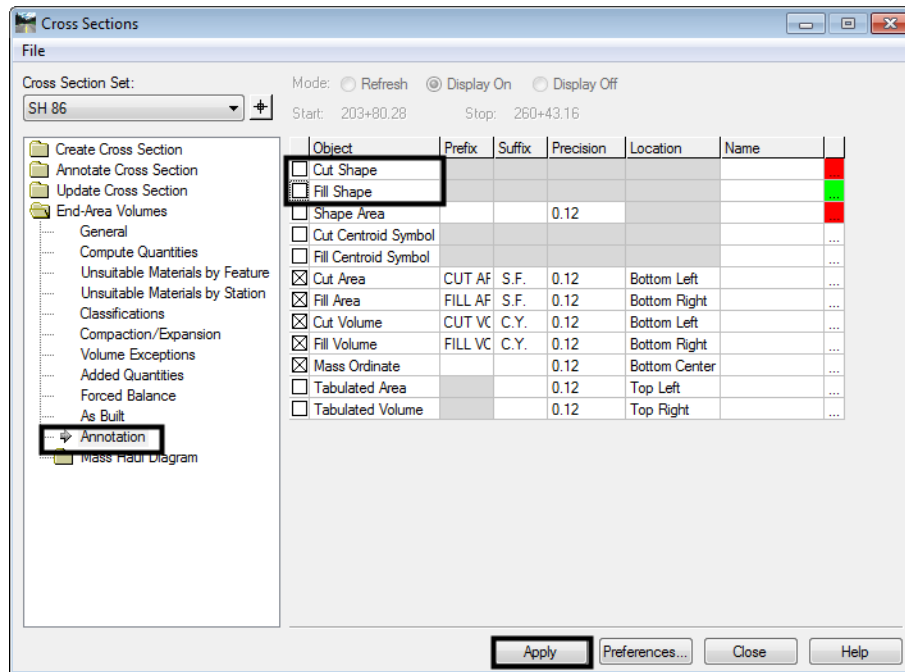 Cross Sections
File
Cross Section Set:
SH 86
Mode: Refresh Display On Display Off
Start: 203+80.28 Stop: 260+43.16
Create Cross Section
Annotate Cross Section
Update Cross Section
End-Area Volumes
General
Compute Quantities
Unsuitable Materials by Feature
Unsuitable Materials by Station
Classifications
Compaction/Expansion
Volume Exceptions
Added Quantities
Forced Balance
As Built
Annotation
Mass Haul Diagram
Object Prefix Suffix Precision Location Name
Cut Shape
Fill Shape ...
Shape Area 0.12
Cut Centroid Symbol ...
Fill Centroid Symbol ...
Cut Area CUT AF S.F. 0.12 Bottom Left ...
Fill Area FILL AF S.F. 0.12 Bottom Right ...
Cut Volume CUT VC C.Y. 0.12 Bottom Left ...
Fill Volume FILL VC C.Y. 0.12 Bottom Right ...
Mass Ordinate 0.12 Bottom Center ...
Tabulated Area 0.12 Top Left ...
Tabulated Volume 0.12 Top Right ...
Apply Preferences... Close Help